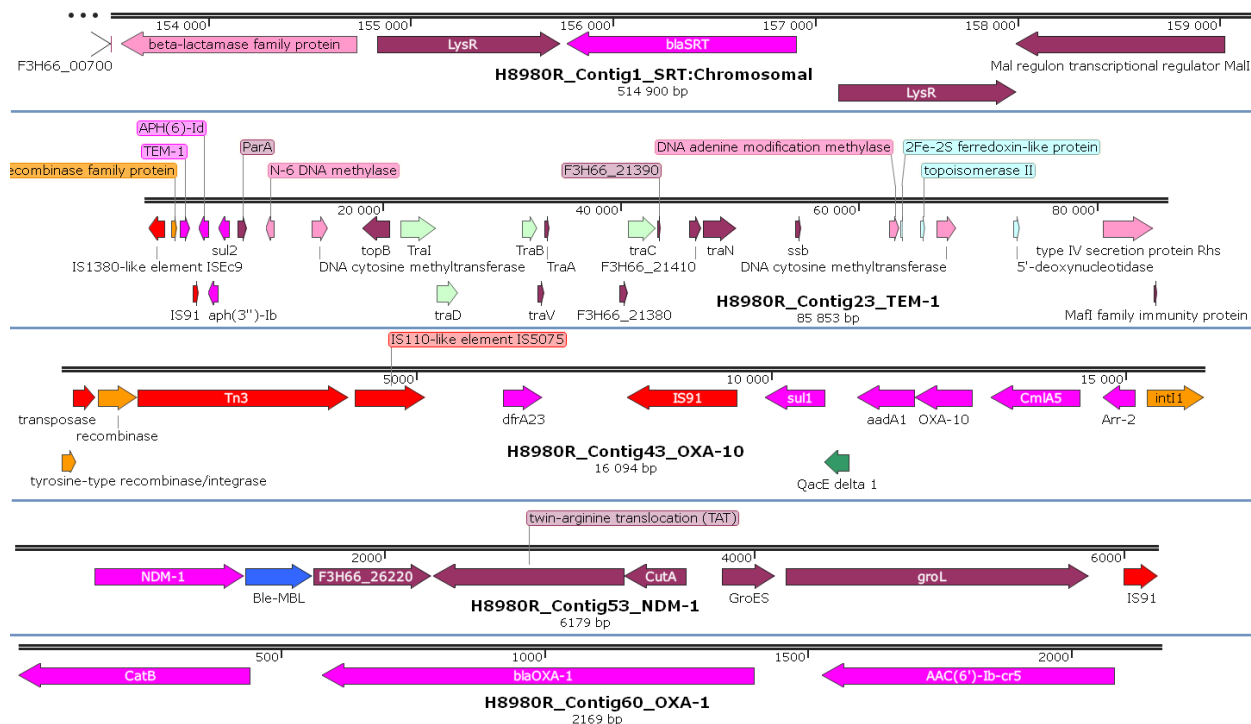 154 000 155 000 156 000 157 000 158 000 159 000
beta-lactamase family protein LysR blaSRT
F3H66_00700 Mal regulon transcriptional regulator MalI
H8980R_Contig1_SRT:Chromosomal
514 900 bp
LysR
APH(6)-Id
TEM-1 ParA DNA adenine modification methylase 2Fe-2S ferredoxin-like protein
ecombinase family protein N-6 DNA methylase F3H66_21390 topoisomerase II
20 000 40 000 60 000 80 000
sul2 topB TraI TraB traC traN ssb type IV secretion protein Rhs
IS1380-like element ISEc9 DNA cytosine methyltransferase TraA F3H66_21410 DNA cytosine methyltransferase 5'-deoxynucleotidase
H8980R_Contig23_TEM-1
IS91 aph(3")-Ib traD traV F3H66_21380 85 853 bp MafI family immunity protein
IS110-like element IS5075
5000 10 000 15 000
Tn3 IS91 sul1 CmlA5 intI1
transposase dfrA23 aadA1 OXA-10 Arr-2
recombinase
H8980R_Contig43_OXA-10
16 094 bp
tyrosine-type recombinase/integrase QacE delta 1
twin-arginine translocation (TAT)
2000 4000 6000
NDM-1 F3H66_26220 CutA groL
Ble-MBL GroES IS91
H8980R_Contig53_NDM-1
6179 bp
500 1000 1500 2000
CatB blaOXA-1 AAC(6')-Ib-cr5
H8980R_Contig60_OXA-1
2169 bp